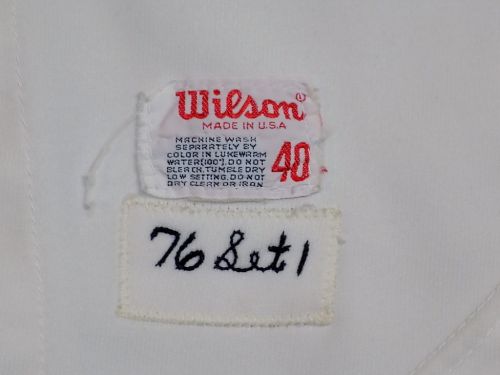 Wilson®
MADE IN U.S.A
MACHINE WASH
SEPARATELY BY
COLOR IN LUKEWARM
WATER(100°). DO NOT
BLEACH. TUMBLE DRY
LOW SETTING. DO NOT
DRY CLEAN OR IRON.
40
76 Set 1